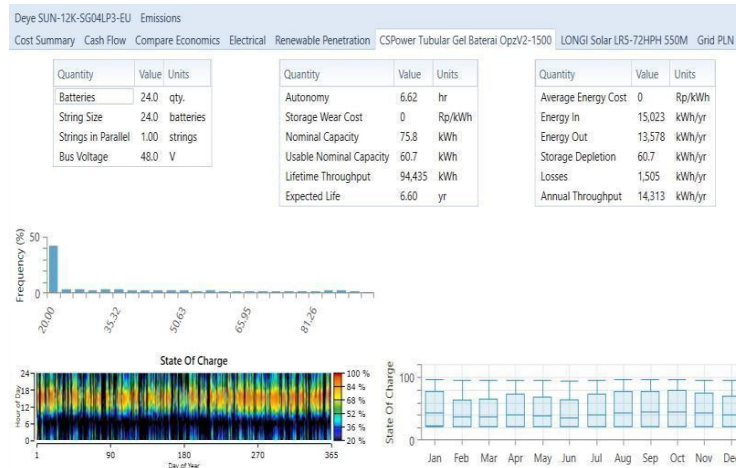 Deye SUN-12K-SG04LP3-EU Emissions
Cost Summary Cash Flow Compare Economics Electrical Renewable Penetration CSPower Tubular Gel Baterai OpzV2-1500 LONGI Solar LR5-72HPH 550M Grid PLN
Quantity Value Units
Batteries 24.0 qty.
String Size 24.0 batteries
Strings in Parallel 1.00 strings
Bus Voltage 48.0 V
Quantity Value Units
Autonomy 6.62 hr
Storage Wear Cost 0 Rp/kWh
Nominal Capacity 75.8 kWh
Usable Nominal Capacity 60.7 kWh
Lifetime Throughput 94,435 kWh
Expected Life 6.60 yr
Quantity Value Units
Average Energy Cost 0 Rp/kWh
Energy In 15,023 kWh/yr
Energy Out 13,578 kWh/yr
Storage Depletion 60.7 kWh/yr
Losses 1,505 kWh/yr
Annual Throughput 14,313 kWh/yr
Frequency (%)
50
0
20.00 35.32 50.63 65.95 81.26
State Of Charge
Hour of Day
24
18
12
6
0
1 90 180 270 365
Day of Year
100 %
84 %
68 %
52 %
36 %
20 %
State Of Charge
100
0
Jan Feb Mar Apr May Jun Jul Aug Sep Oct Nov Dec